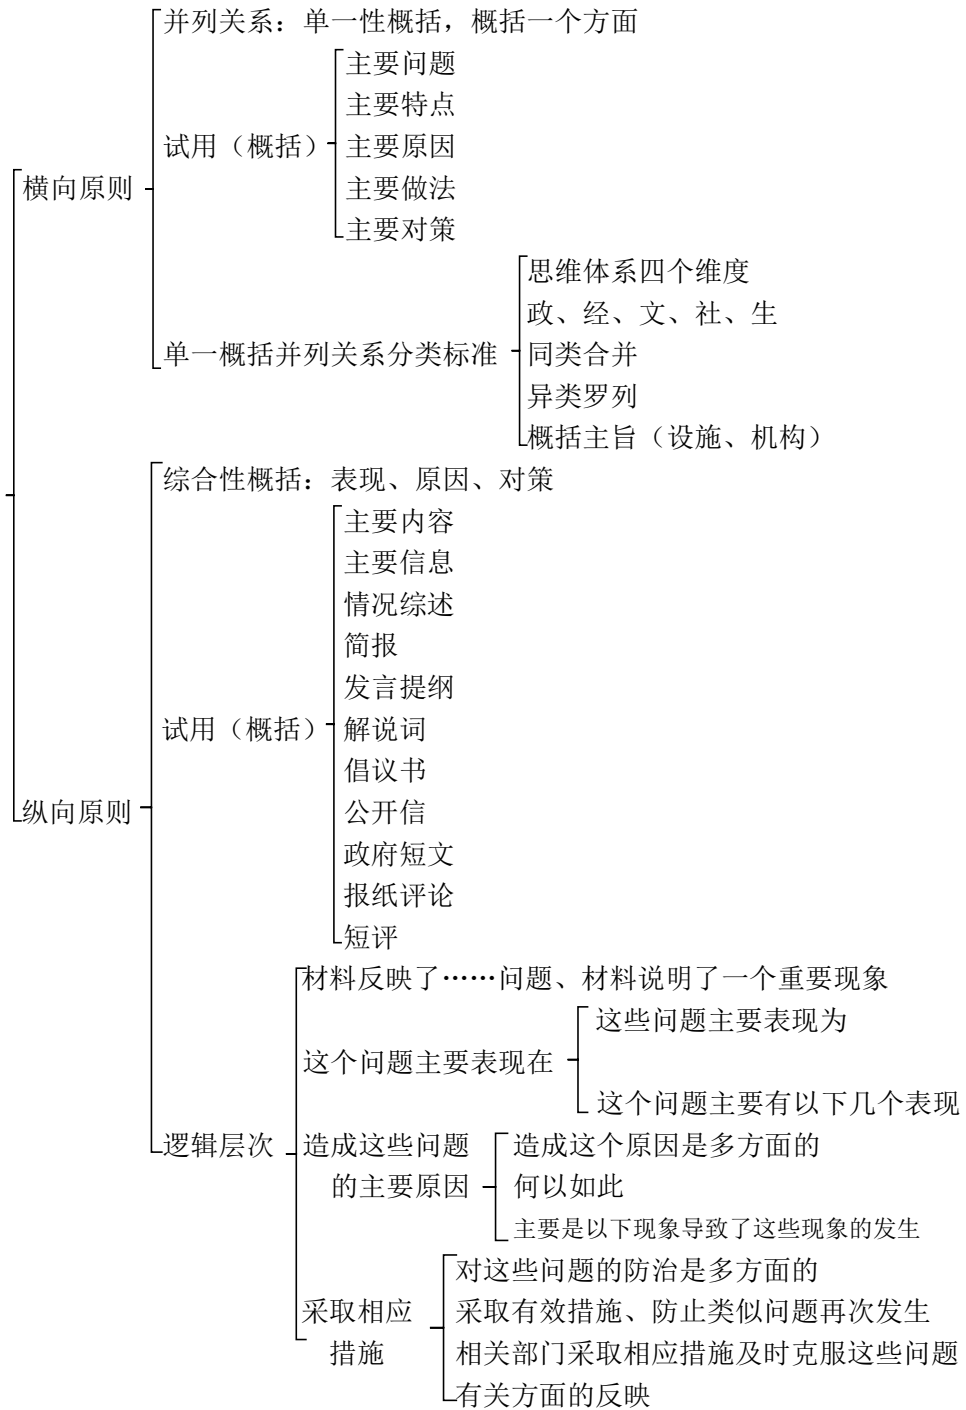 并列关系：单一性概括，概括一个方面
主要问题
主要特点
试用（概括）
主要原因
横向原则
主要做法
主要对策
思维体系四个维度
政、经、文、社、生
单一概括并列关系分类标准
同类合并
异类罗列
概括主旨（设施、机构）
综合性概括：表现、原因、对策
主要内容
主要信息
情况综述
简报
发言提纲
试用（概括）
解说词
倡议书
纵向原则
公开信
政府短文
报纸评论
短评
材料反映了……问题、材料说明了一个重要现象
这些问题主要表现为
这个问题主要表现在
这个问题主要有以下几个表现
逻辑层次
造成这些问题
的主要原因
造成这个原因是多方面的
何以如此
主要是以下现象导致了这些现象的发生
对这些问题的防治是多方面的
采取相应
措施
采取有效措施、防止类似问题再次发生
相关部门采取相应措施及时克服这些问题
有关方面的反映